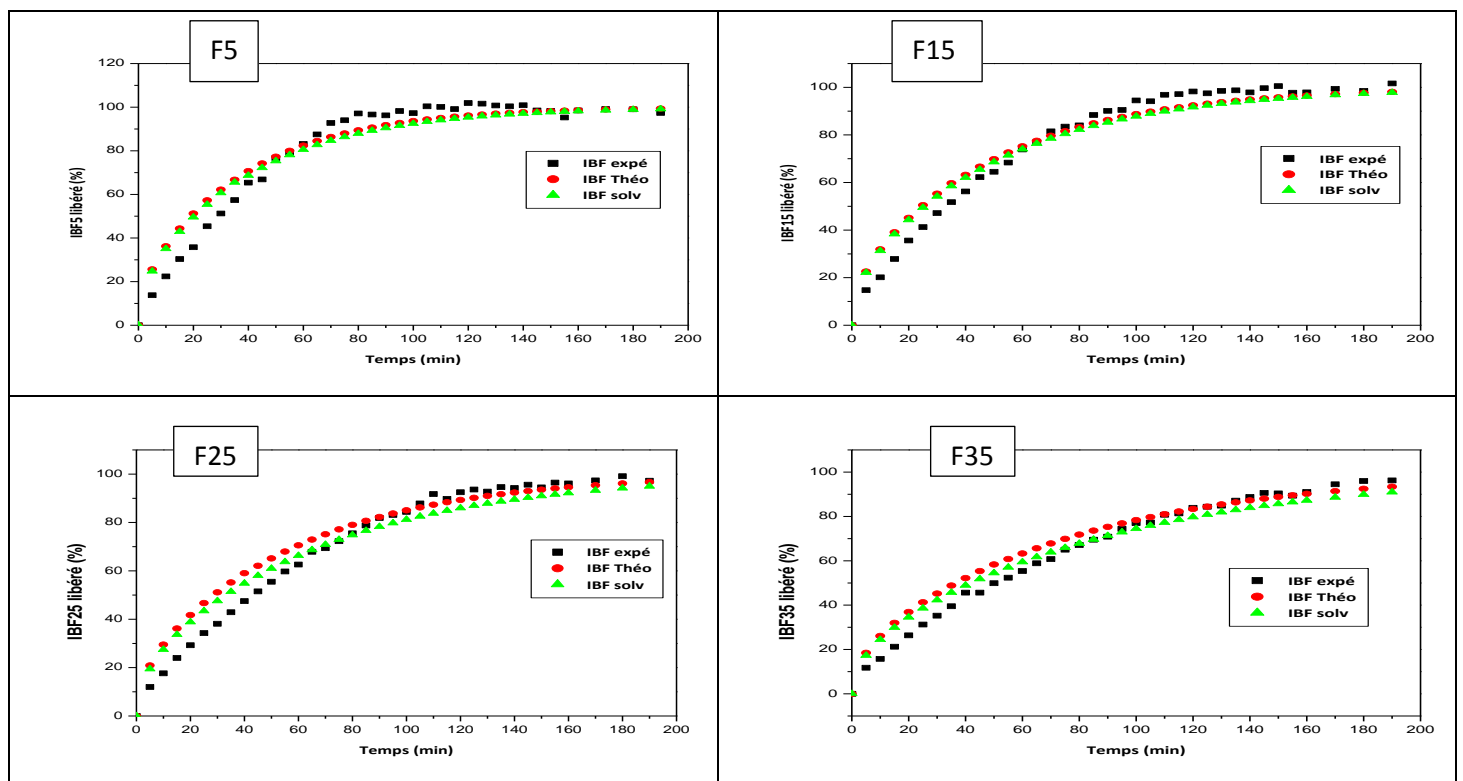 F5
120
100
80
60
40
20
0
IBF5 libéré (%)
IBF expé
IBF Théo
IBF solv
0 20 40 60 80 100 120 140 160 180 200
Temps (min)
F15
100
80
60
40
20
0
IBF15 libéré (%)
IBF expé
IBF Théo
IBF solv
0 20 40 60 80 100 120 140 160 180 200
Temps (min)
F25
100
80
60
40
20
0
IBF25 libéré (%)
IBF expé
IBF Théo
IBF solv
0 20 40 60 80 100 120 140 160 180 200
Temps (min)
F35
100
80
60
40
20
0
IBF35 libéré (%)
IBF expé
IBF Théo
IBF solv
0 20 40 60 80 100 120 140 160 180 200
Temps (min)